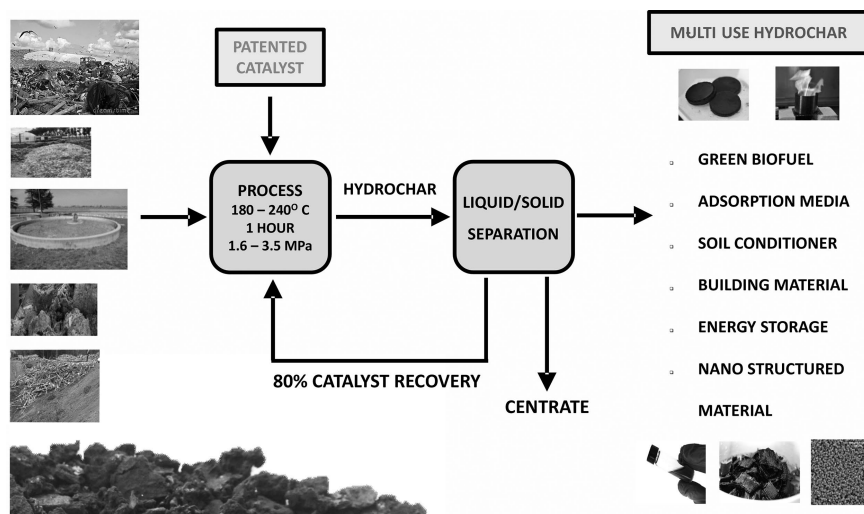 PATENTED
CATALYST
MULTI USE HYDROCHAR
PROCESS
180 – 240⁰ C
1 HOUR
1.6 – 3.5 MPa
HYDROCHAR
LIQUID/SOLID
SEPARATION
80% CATALYST RECOVERY
CENTRATE
GREEN BIOFUEL
ADSORPTION MEDIA
SOIL CONDITIONER
BUILDING MATERIAL
ENERGY STORAGE
NANO STRUCTURED
MATERIAL